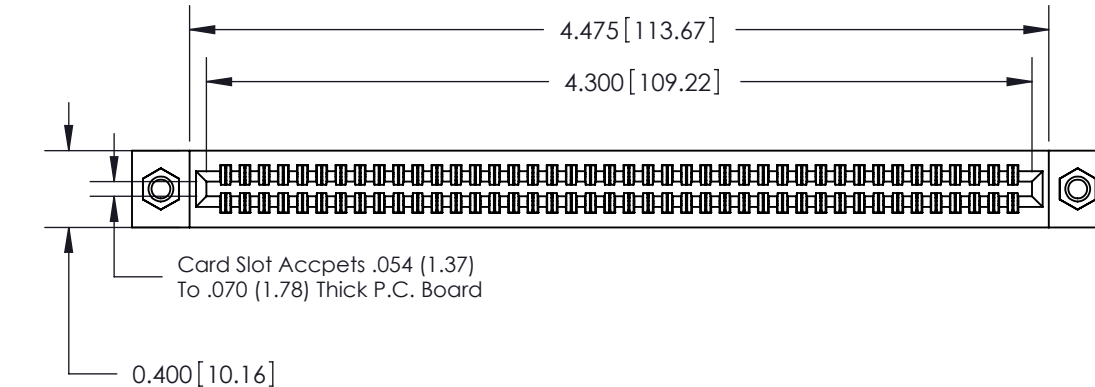 4.475[113.67]
4.300[109.22]
Card Slot Accpets .054 (1.37)
To .070 (1.78) Thick P.C. Board
0.400[10.16]